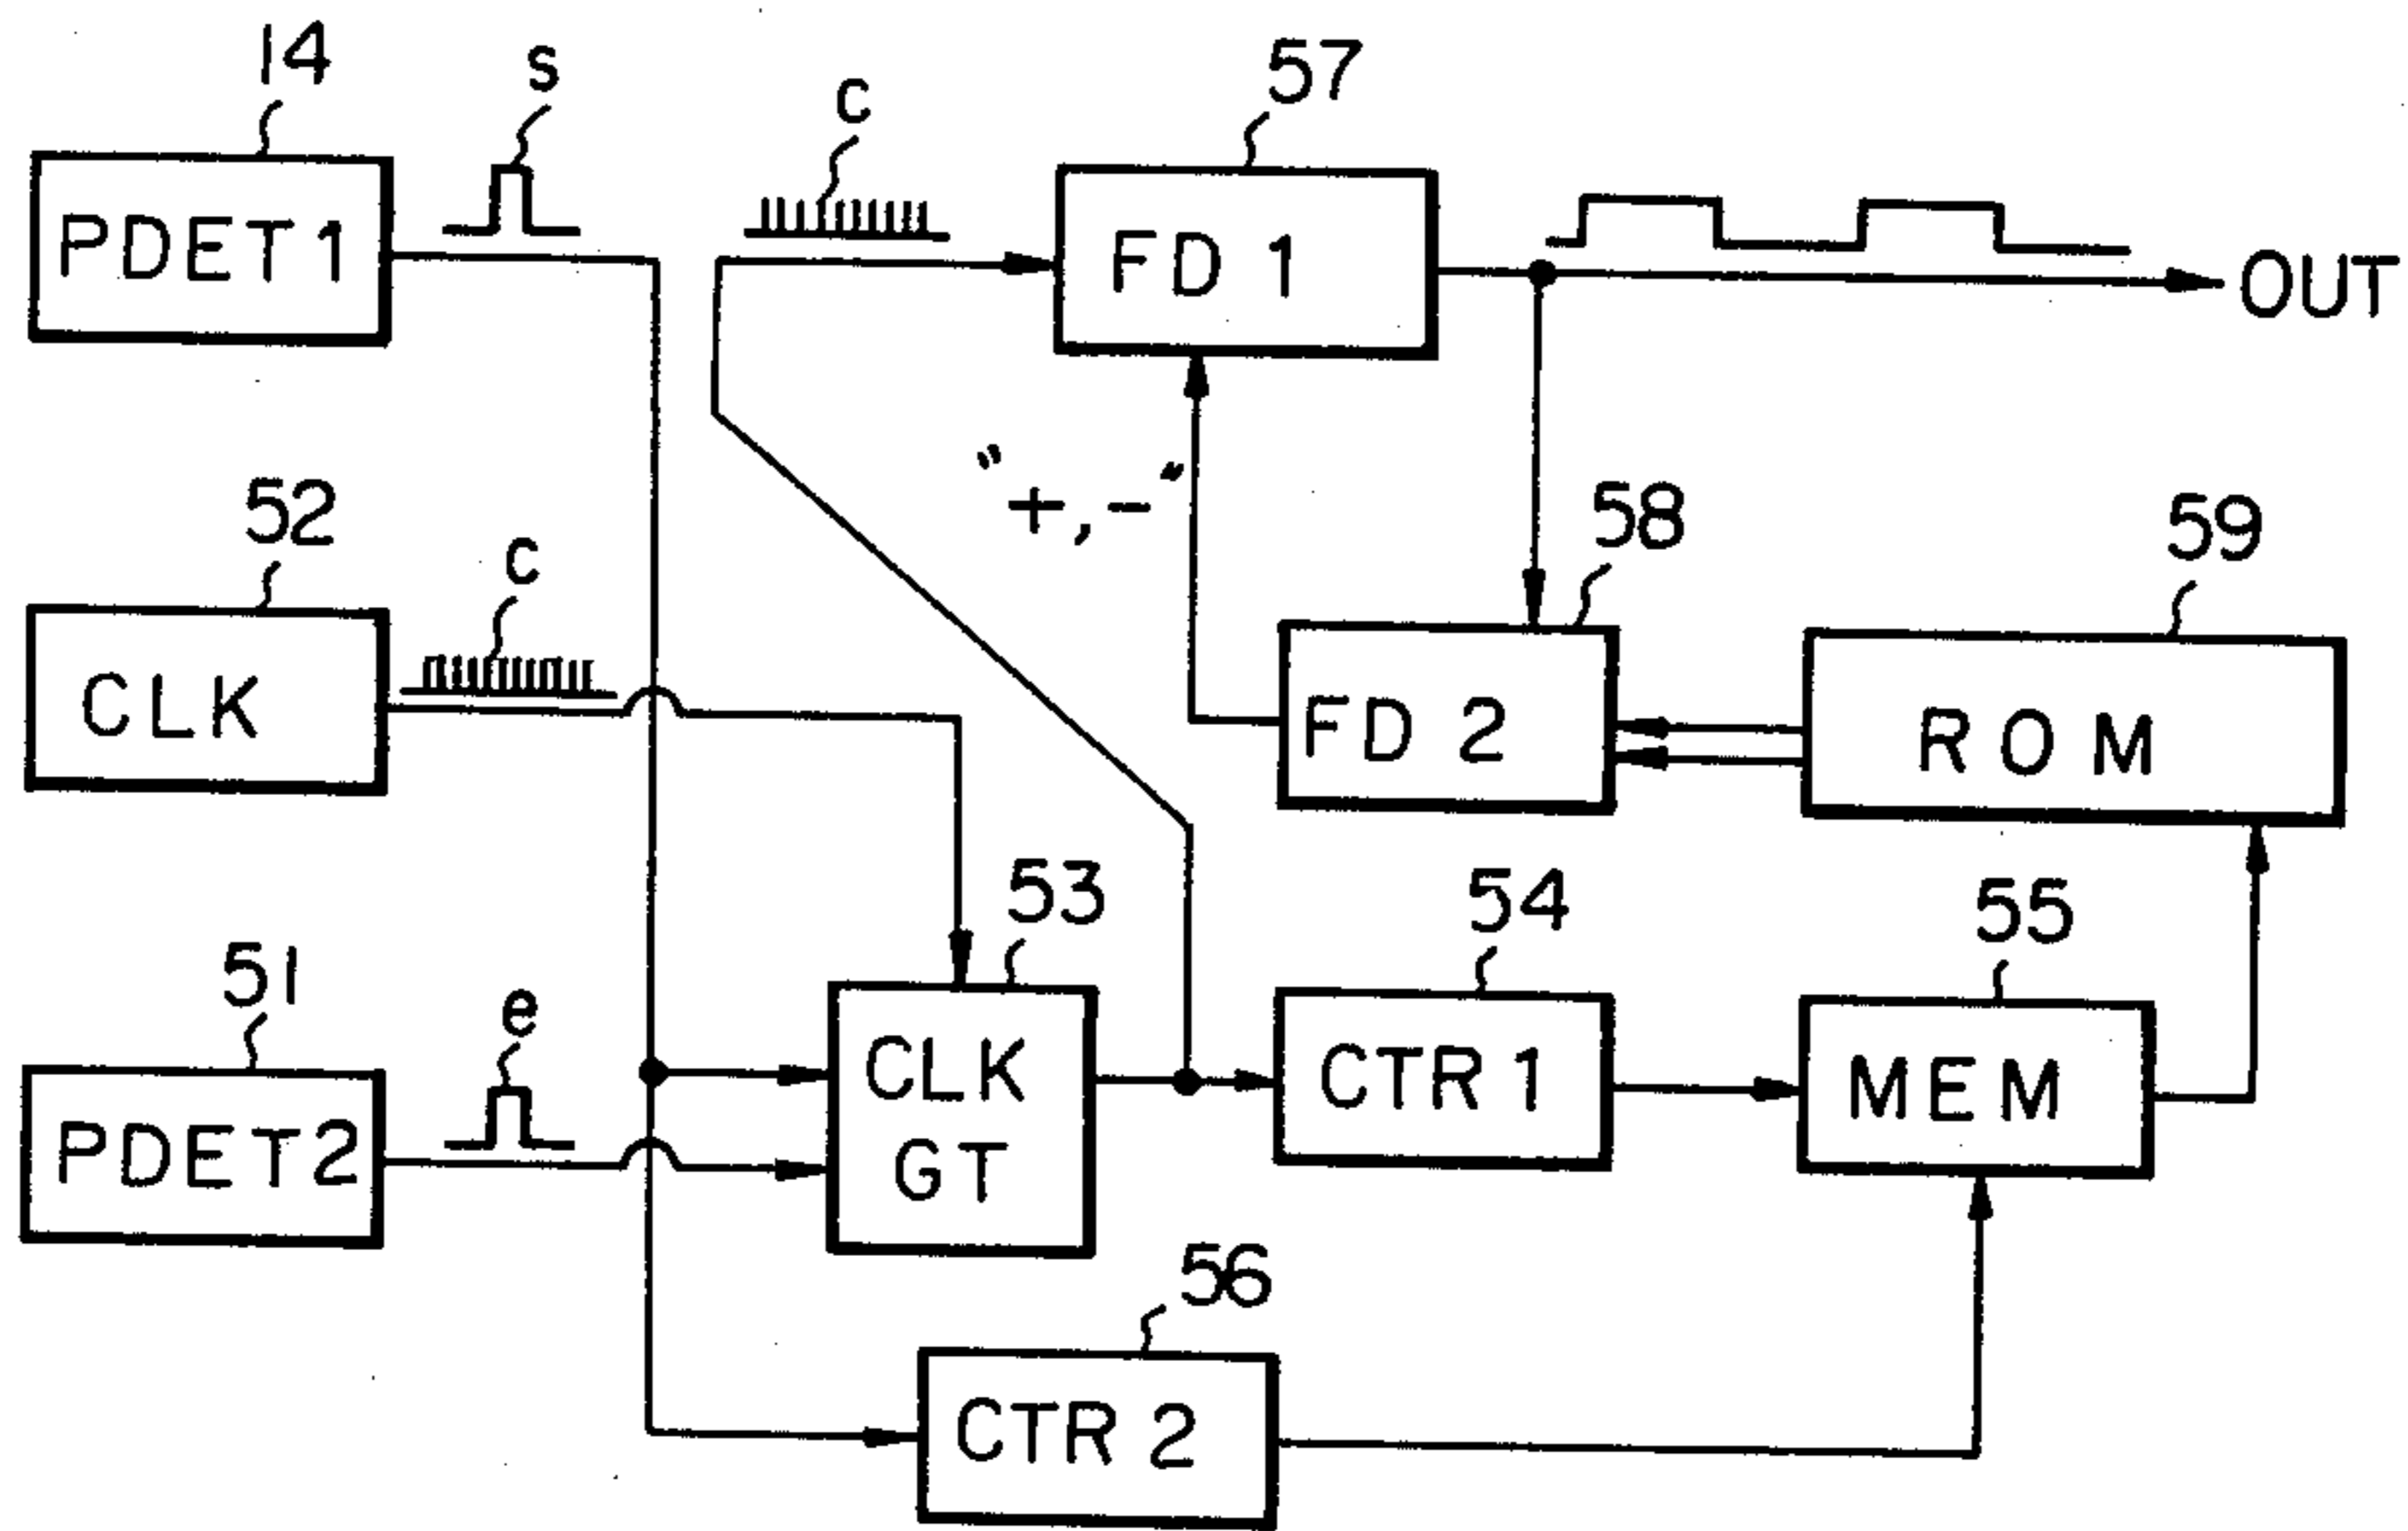 14
s
c
57
PDET1
FD 1
OUT
"+,-"
52
c
58
59
CLK
FD 2
ROM
53
54
55
51
e
CLK
GT
CTR 1
MEM
PDET2
56
CTR 2